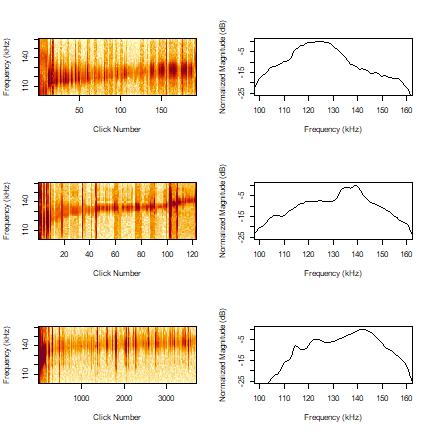 Frequency (kHz)
140
110
50 100 150
Click Number
Normalized Magnitude (dB)
-5
-15
-25
100 110 120 130 140 150 160
Frequency (kHz)
Frequency (kHz)
140
110
20 40 60 80 100 120
Click Number
Normalized Magnitude (dB)
-5
-15
-25
100 110 120 130 140 150 160
Frequency (kHz)
Frequency (kHz)
140
110
1000 2000 3000
Click Number
Normalized Magnitude (dB)
-5
-15
-25
100 110 120 130 140 150 160
Frequency (kHz)